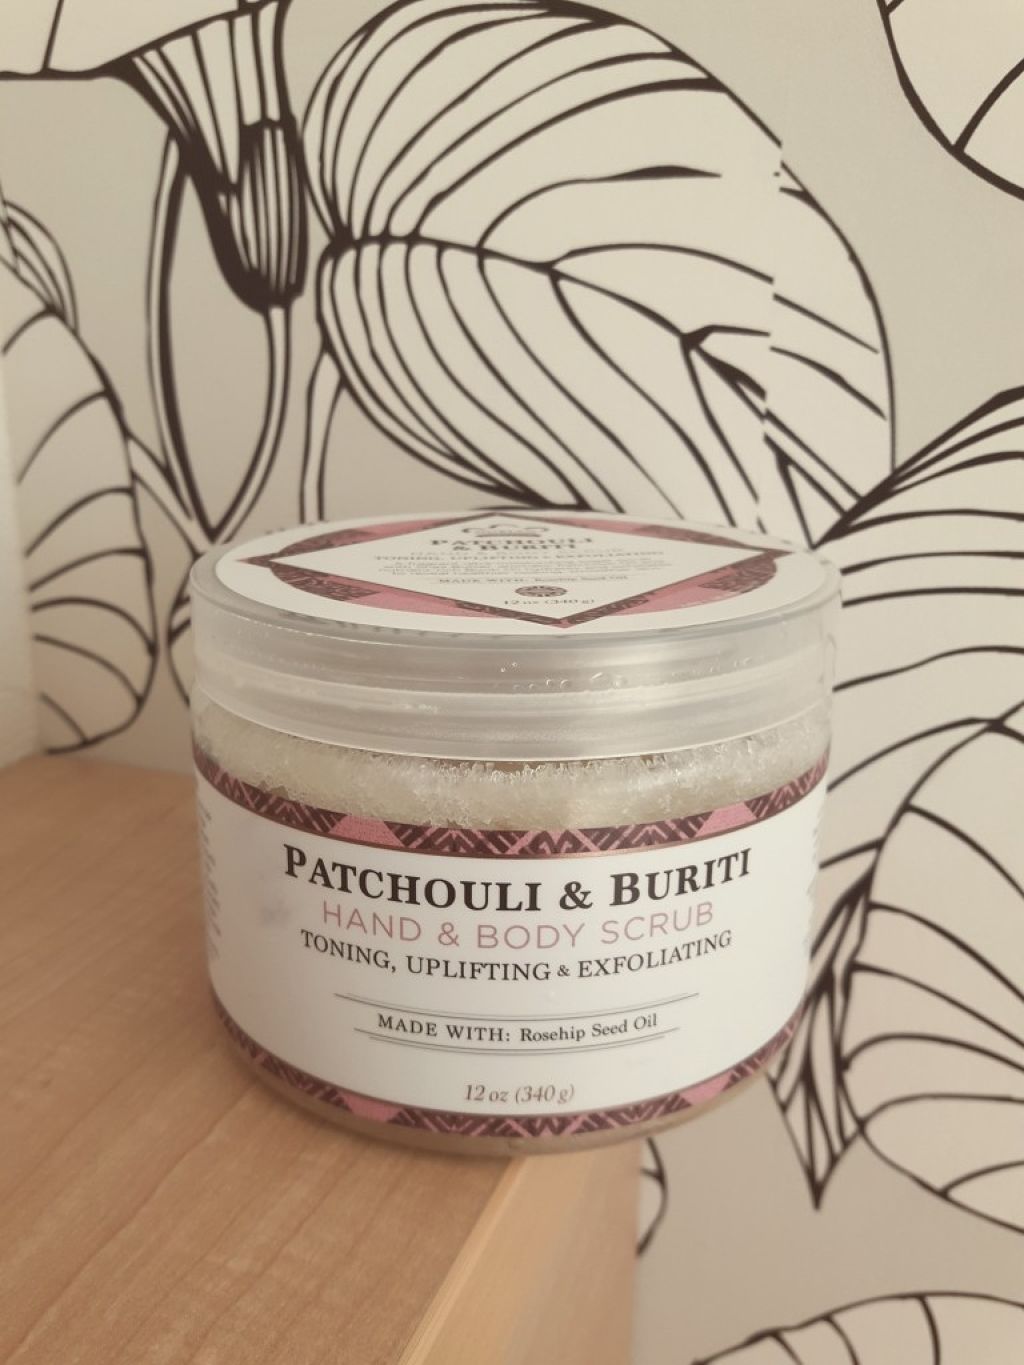 PATCHOULI
& BURITI
TONING, UPLIFTING & EXFOLIATING
MADE WITH: Rosehip Seed Oil
12 oz (340 g)
PATCHOULI & BURITI
HAND & BODY SCRUB
TONING, UPLIFTING & EXFOLIATING
MADE WITH: Rosehip Seed Oil
12 oz (340 g)